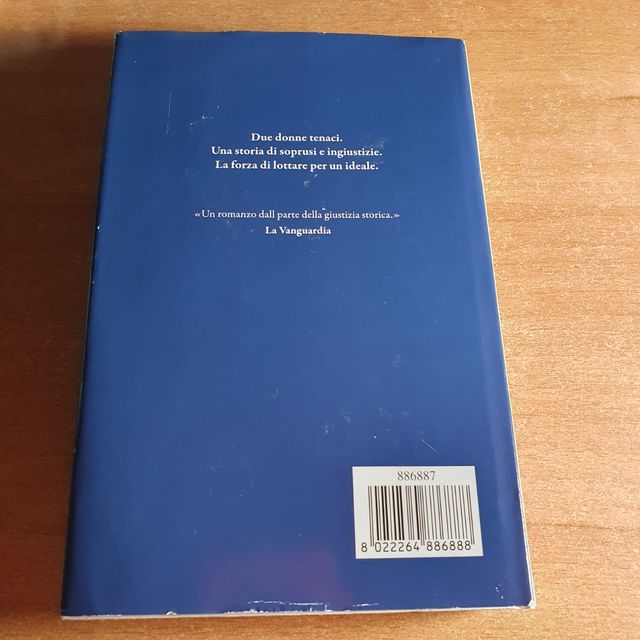 Due donne tenaci.
Una storia di soprusi e ingiustizie.
La forza di lottare per un ideale.
«Un romanzo dall parte della giustizia storica.»
La Vanguardia
886887
8 022264 886888